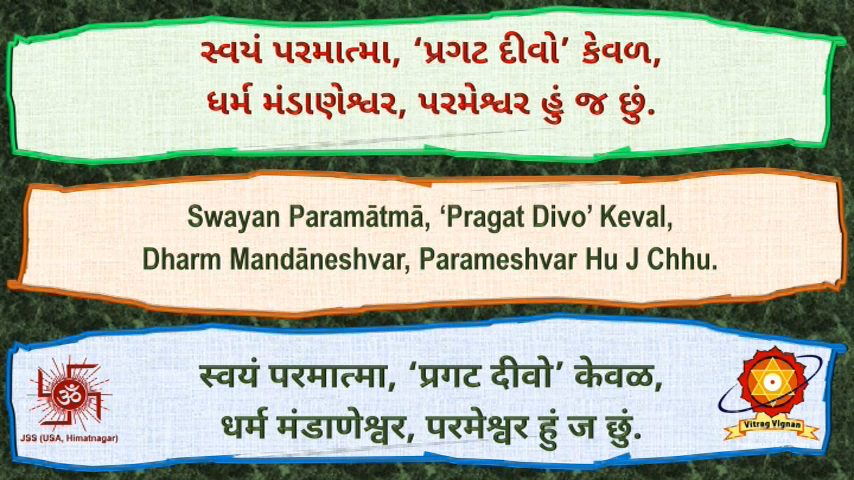 સ્વયં પરમાત્મા, ‘પ્રગટ દીવો’ કેવળ,
ધર્મ મંડાણેશ્વર, પરમેશ્વર હું જ છું.
Swayan Paramātmā, ‘Pragat Divo’ Keval,
Dharm Mandāneshvar, Parameshvar Hu J Chhu.
स्वयं परमात्मा, ‘प्रगट दीवो’ केवळ,
धर्म मंडाणेश्वर, परमेश्वर हुं ज छुं.
ॐ
JSS (USA, Himatnagar)
Vitrag Vignan